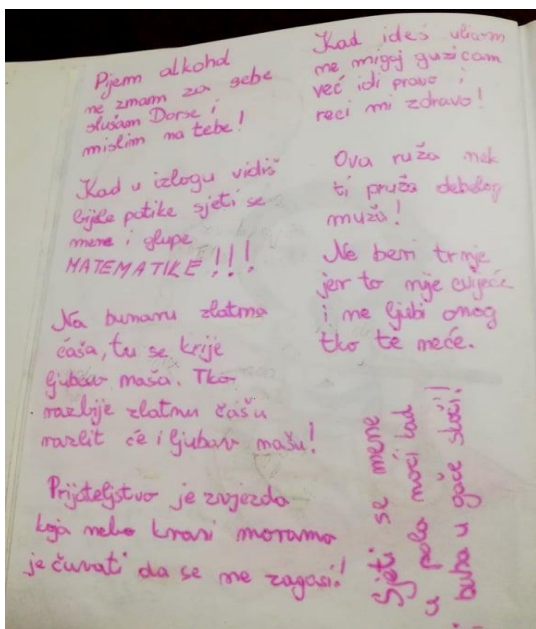 Pijem alkohol
ne znam za sebe
slušam Dorse i
mislim na tebe!
Kad u izlogu vidiš
bijele patike sjeti se
mene i glupe
MATEMATIKE!!!
Na bunaru zlatna
čaša, tu se krije
ljubav naša. Tko
razbije zlatnu čašu
razlit će i ljubav našu!
Prijateljstvo je zvjezda
koja nebo krasi moramo
je čuvati da se ne zagasi!
Kad ideš ulicom
ne migaj guzicam
već idi pravo i
reci mi zdravo!
Ova ruža nek
ti pruža debelog
muža!
Ne beri trnje
jer to nije cvijeće
i ne ljubi onog
tko te neće.
Sjeti se mene
u pola noći kad
i buba u gaće skoči!